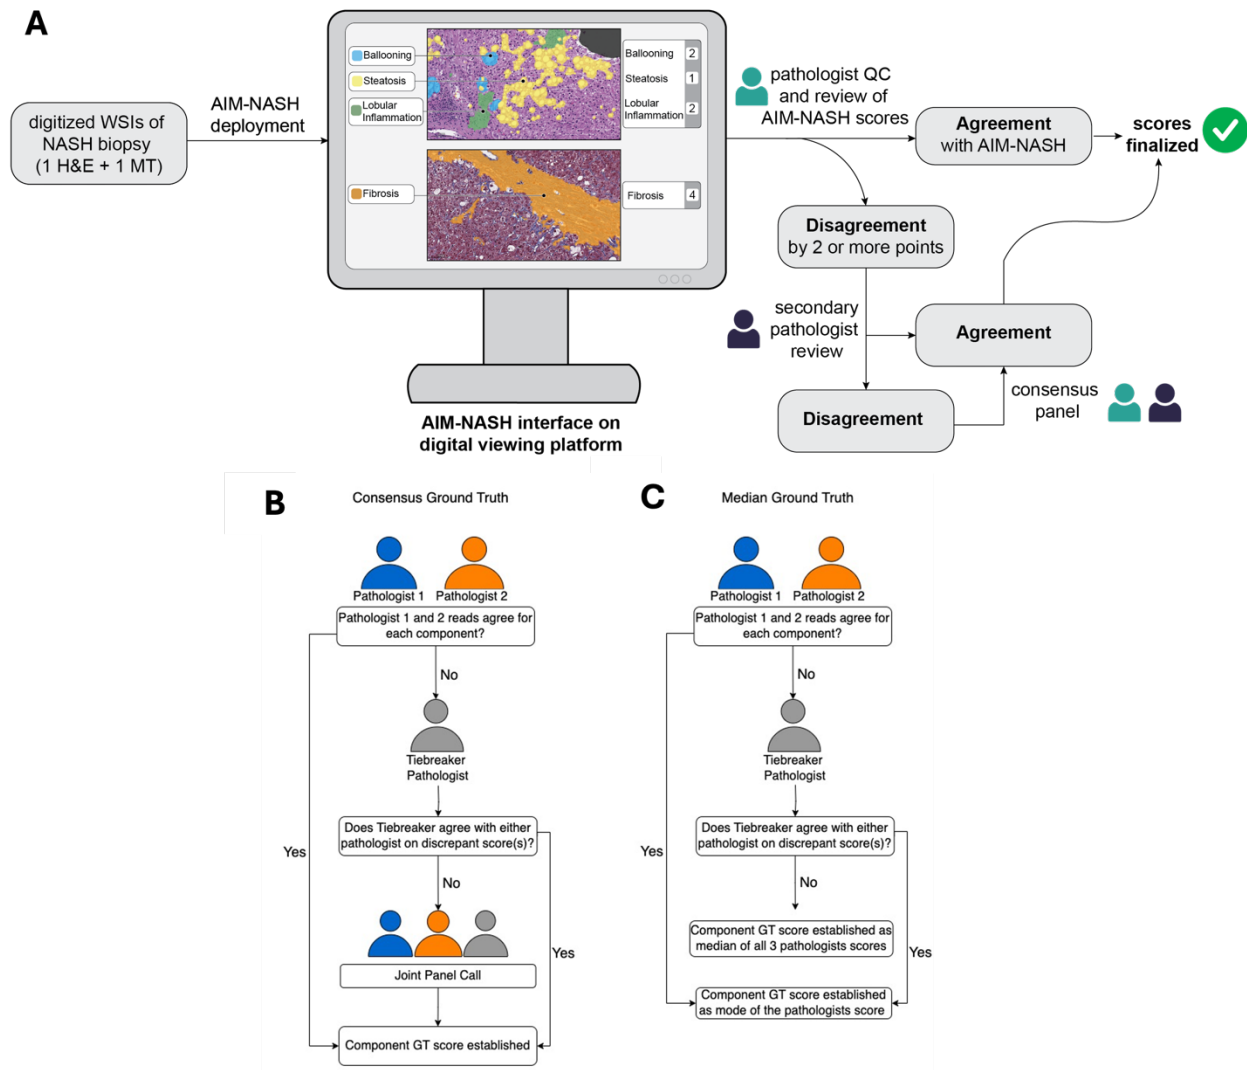 A
digitized WSIs of
NASH biopsy
(1 H&E + 1 MT)
AIM-NASH
deployment
Ballooning
Steatosis
Lobular
Inflammation
Fibrosis
Ballooning 2
Steatosis 1
Lobular
Inflammation 2
Fibrosis 4
AIM-NASH interface on
digital viewing platform
pathologist QC
and review of
AIM-NASH scores
Agreement
with AIM-NASH
scores
finalized
Disagreement
by 2 or more points
secondary
pathologist
review
Agreement
Disagreement
consensus
panel
B
Consensus Ground Truth
Pathologist 1 Pathologist 2
Pathologist 1 and 2 reads agree for
each component?
No
Tiebreaker
Pathologist
Does Tiebreaker agree with either
pathologist on discrepant score(s)?
Yes
No
Joint Panel Call
Yes
Component GT score established
C
Median Ground Truth
Pathologist 1 Pathologist 2
Pathologist 1 and 2 reads agree for
each component?
No
Tiebreaker
Pathologist
Does Tiebreaker agree with either
pathologist on discrepant score(s)?
Yes
No
Component GT score established as
median of all 3 pathologists scores
Yes
Component GT score established
as mode of the pathologists score